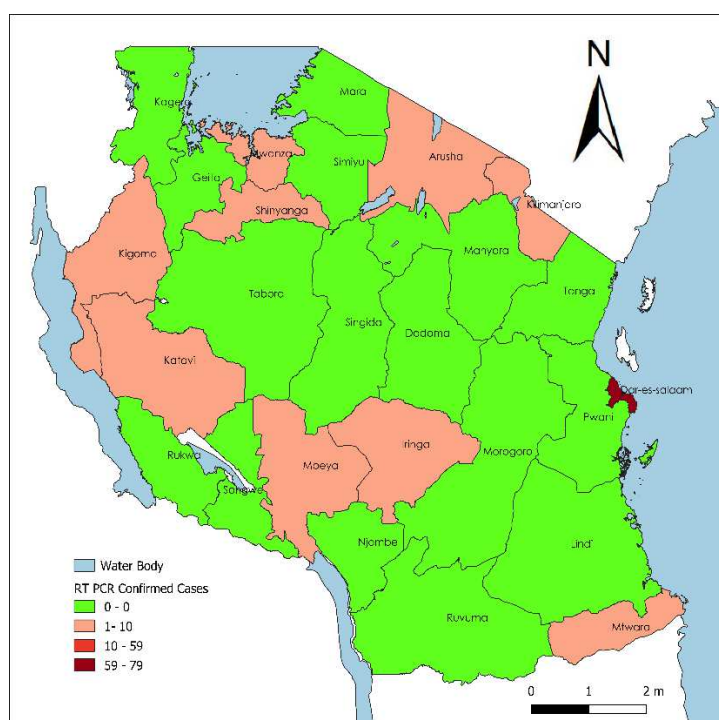 N
Mara
Kagera
Mwanza
Simiyu
Arusha
Geita
Kilimanjaro
Shinyanga
Kigoma
Manyara
Tabora
Tanga
Singida
Dodoma
Katavi
Dar-es-salaam
Pwani
Iringa
Morogoro
Rukwa
Mbeya
Songwe
Njombe
Lindi
Ruvuma
Mtwara
Water Body
RT PCR Confirmed Cases
0 - 0
1- 10
10 - 59
59 - 79
0 1 2 m